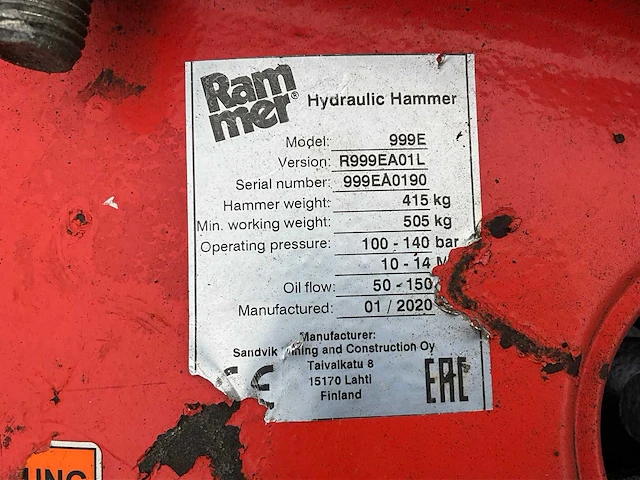 Ram
mer®
Hydraulic Hammer
Model: 999E
Version: R999EA01L
Serial number: 999EA0190
Hammer weight: 415 kg
Min. working weight: 505 kg
Operating pressure: 100 - 140 bar
10 - 14 M
Oil flow: 50 - 150
Manufactured: 01 / 2020
Manufacturer:
Sandvik and Construction Oy
Taivalkatu 8
15170 Lahti
Finland
CE
EAC